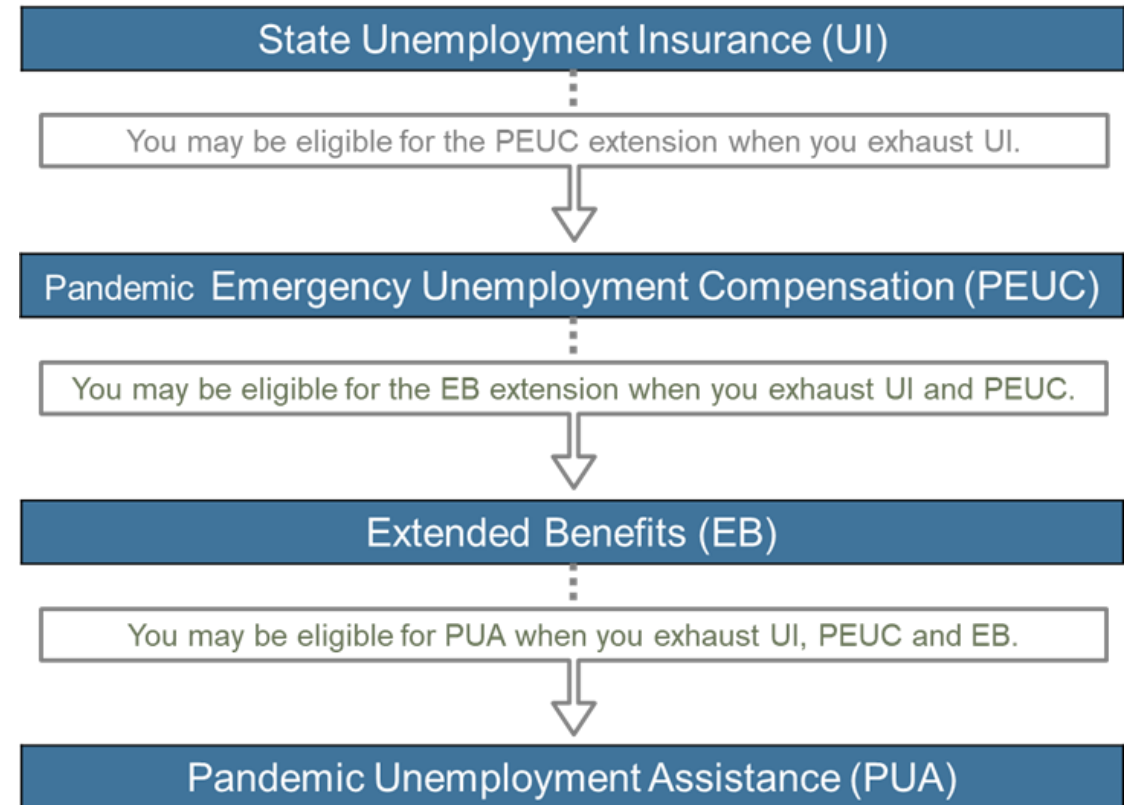 State Unemployment Insurance (UI)
You may be eligible for the PEUC extension when you exhaust UI.
Pandemic Emergency Unemployment Compensation (PEUC)
You may be eligible for the EB extension when you exhaust UI and PEUC.
Extended Benefits (EB)
You may be eligible for PUA when you exhaust UI, PEUC and EB.
Pandemic Unemployment Assistance (PUA)